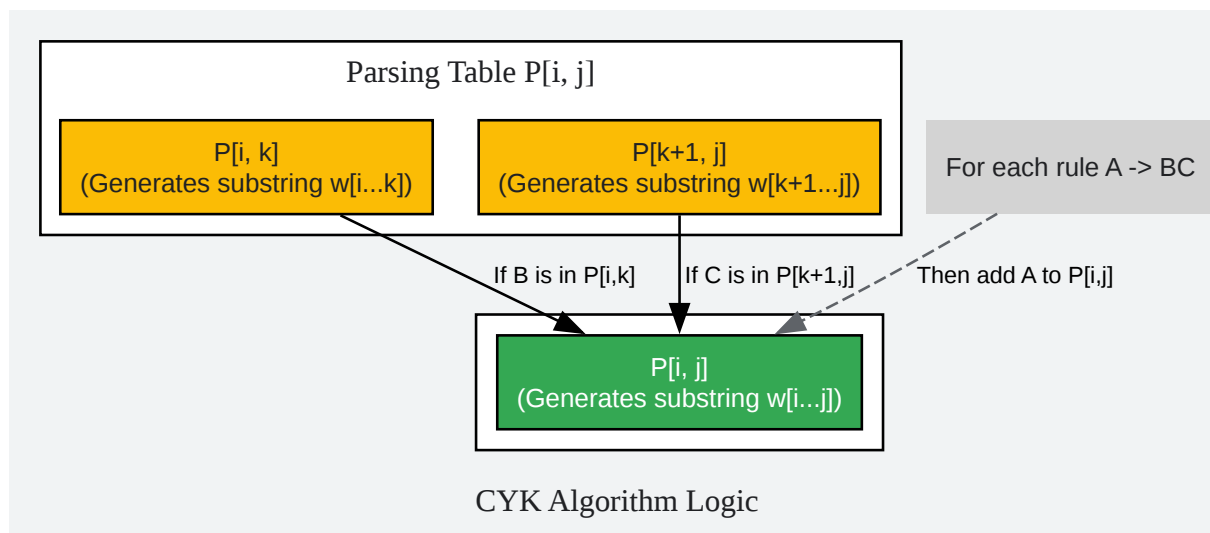 Parsing Table P[i, j]
P[i, k]
(Generates substring w[i...k])
P[k+1, j]
(Generates substring w[k+1...j])
For each rule A -> BC
If B is in P[i,k]
If C is in P[k+1,j]
Then add A to P[i,j]
P[i, j]
(Generates substring w[i...j])
CYK Algorithm Logic